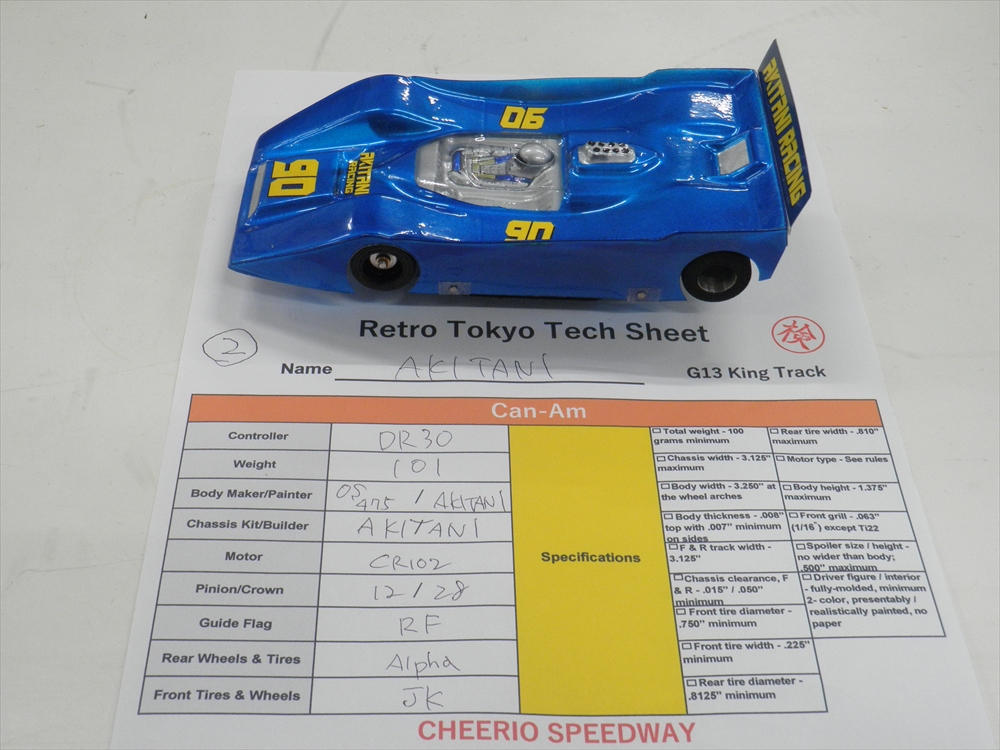 AKITANI RACING
90
90
AKITANI
RACING
90
Retro Tokyo Tech Sheet
検
2
Name AKITANI
G13 King Track
Can-Am
Controller DR30
Weight 101
Body Maker/Painter OS 475 / AKITANI
Chassis Kit/Builder AKITANI
Motor CR102
Pinion/Crown 12/28
Guide Flag RF
Rear Wheels & Tires Alpha
Front Tires & Wheels JK
Specifications
Total weight - 100
grams minimum
Rear tire width - .810"
maximum
Chassis width - 3.125"
maximum
Motor type - See rules
Body width - 3.250" at
the wheel arches
Body height - 1.375"
maximum
Body thickness - .008"
top with .007" minimum
on sides
Front grill - .063"
(1/16") except Ti22
F & R track width -
3.125"
Spoiler size / height -
no wider than body;
.500" maximum
Chassis clearance, F
& R - .015" / .050"
minimum
Driver figure / interior
- fully-molded, minimum
2- color, presentably /
realistically painted, no
paper
Front tire diameter -
.750" minimum
Front tire width - .225"
minimum
Rear tire diameter -
.8125" minimum
CHEERIO SPEEDWAY